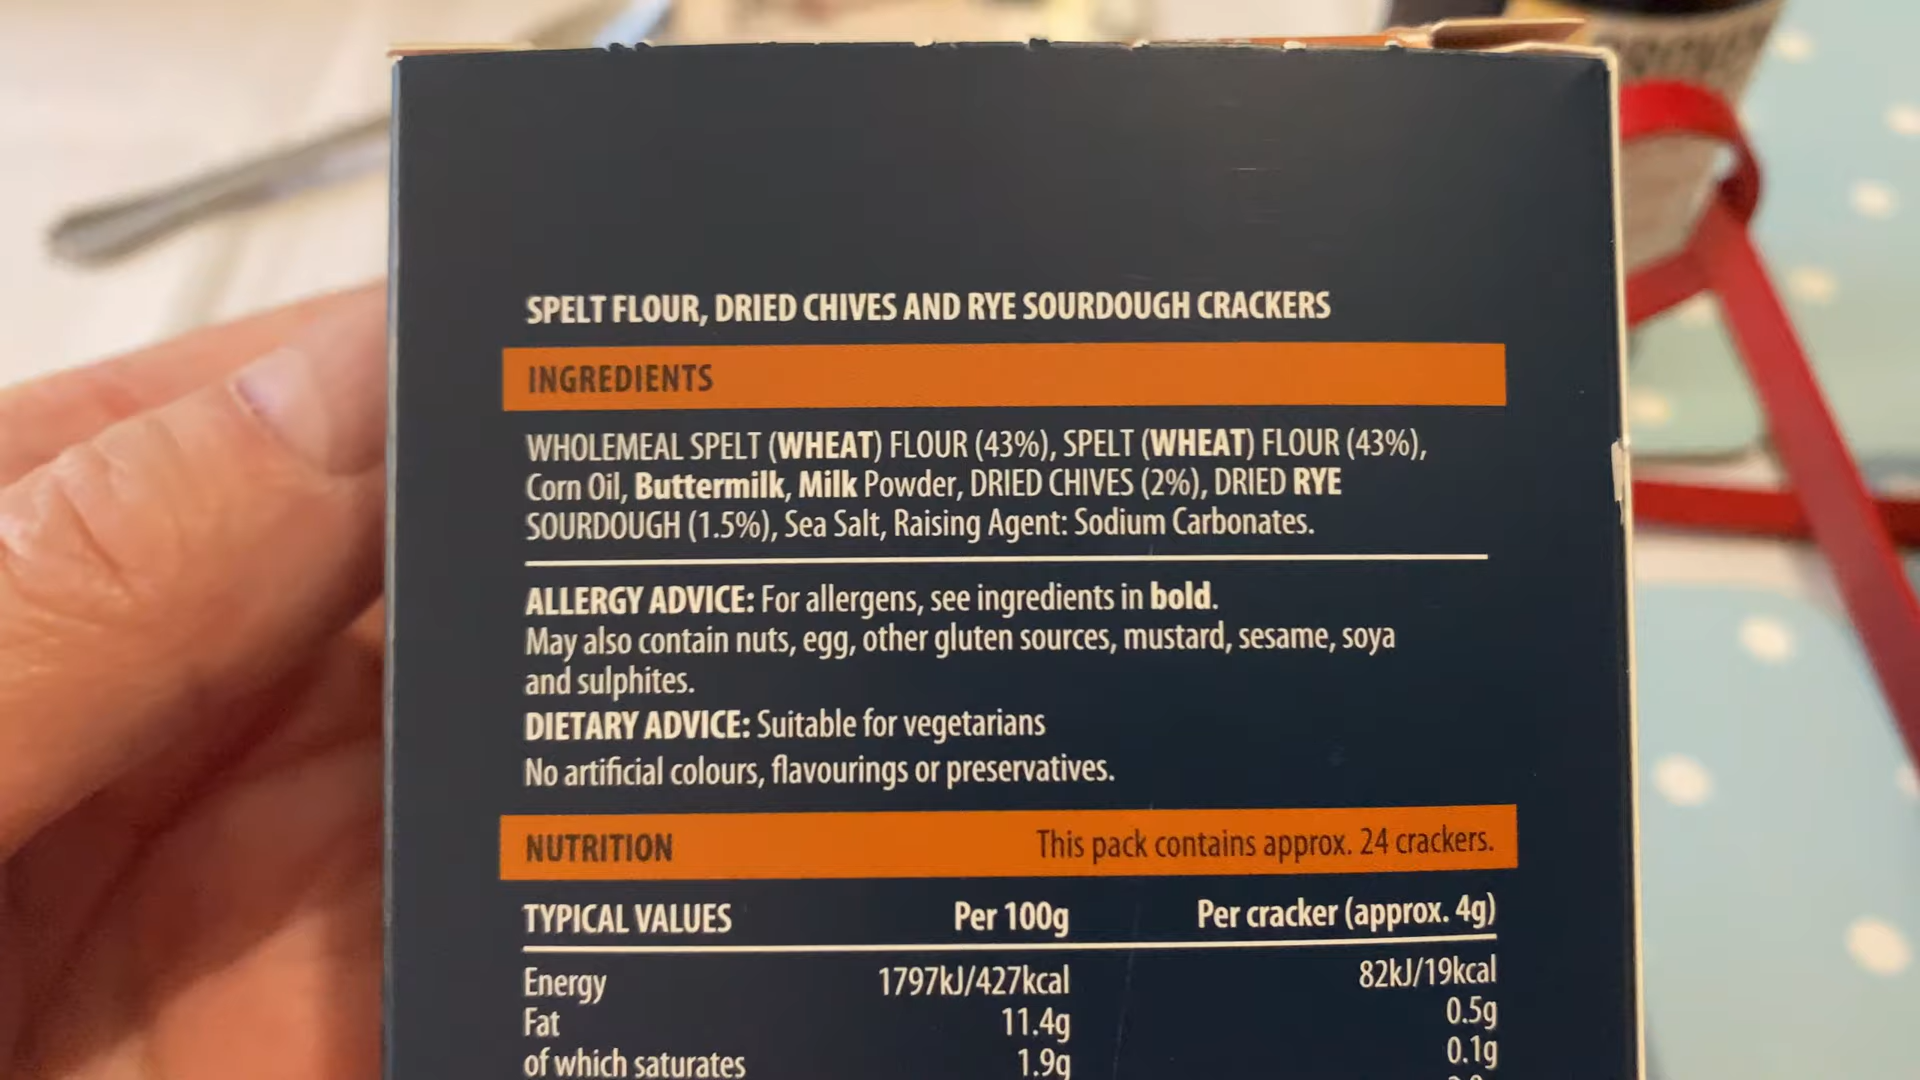 SPELT FLOUR, DRIED CHIVES AND RYE SOURDOUGH CRACKERS
INGREDIENTS
WHOLEMEAL SPELT (WHEAT) FLOUR (43%), SPELT (WHEAT) FLOUR (43%),
Corn Oil, Buttermilk, Milk Powder, DRIED CHIVES (2%), DRIED RYE
SOURDOUGH (1.5%), Sea Salt, Raising Agent: Sodium Carbonates.
ALLERGY ADVICE: For allergens, see ingredients in bold.
May also contain nuts, egg, other gluten sources, mustard, sesame, soya
and sulphites.
DIETARY ADVICE: Suitable for vegetarians
No artificial colours, flavourings or preservatives.
NUTRITION This pack contains approx. 24 crackers.
TYPICAL VALUES Per 100g Per cracker (approx. 4g)
Energy 1797kJ/427kcal 82kJ/19kcal
Fat 11.4g 0.5g
of which saturates 1.9g 0.1g